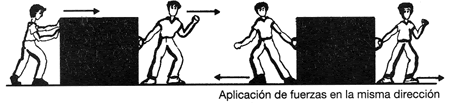 Aplicación de fuerzas en la misma dirección